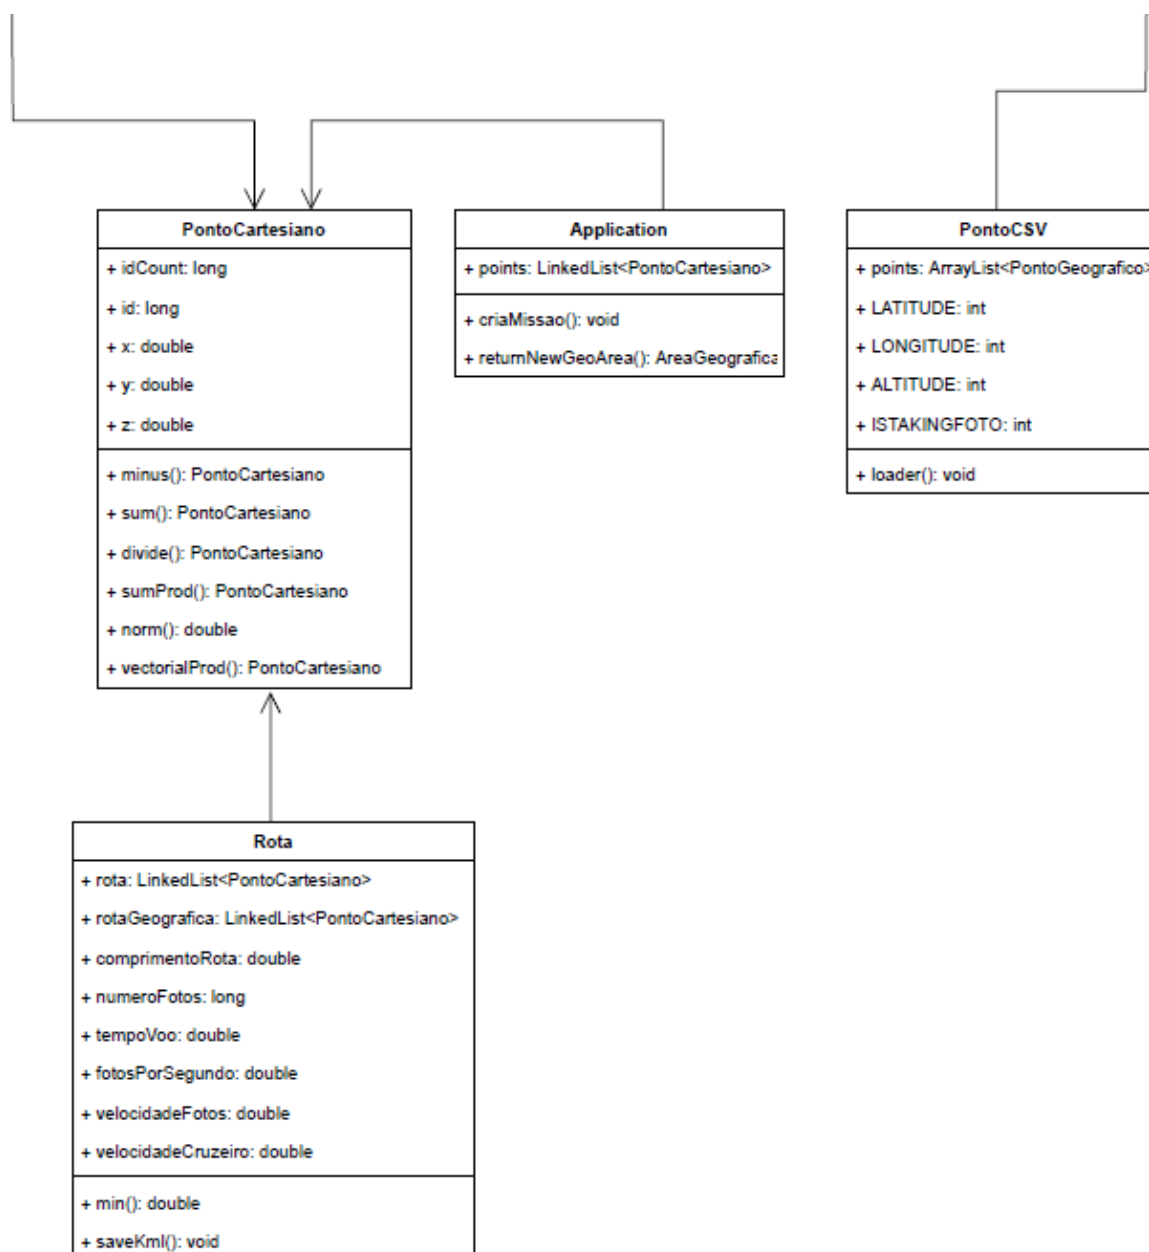 PontoCartesiano
+ idCount: long
+ id: long
+ x: double
+ y: double
+ z: double
+ minus(): PontoCartesiano
+ sum(): PontoCartesiano
+ divide(): PontoCartesiano
+ sumProd(): PontoCartesiano
+ norm(): double
+ vectorialProd(): PontoCartesiano
Application
+ points: LinkedList<PontoCartesiano>
+ criaMissao(): void
+ returnNewGeoArea(): AreaGeografica
PontoCSV
+ points: ArrayList<PontoGeografico>
+ LATITUDE: int
+ LONGITUDE: int
+ ALTITUDE: int
+ ISTAKINGFOTO: int
+ loader(): void
Rota
+ rota: LinkedList<PontoCartesiano>
+ rotaGeografica: LinkedList<PontoCartesiano>
+ comprimentoRota: double
+ numeroFotos: long
+ tempoVoo: double
+ fotosPorSegundo: double
+ velocidadeFotos: double
+ velocidadeCruzeiro: double
+ min(): double
+ saveKml(): void